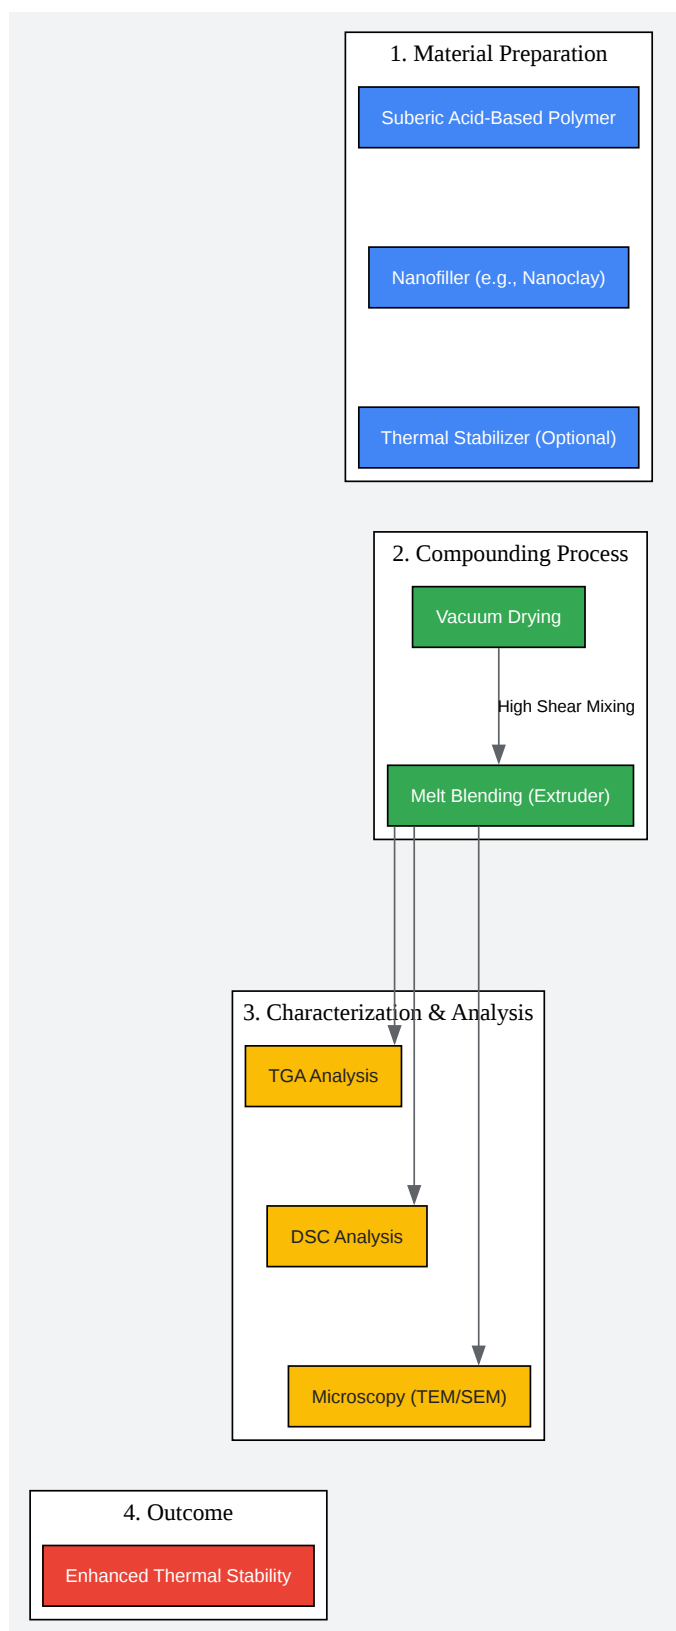 1. Material Preparation
Suberic Acid-Based Polymer
Nanofiller (e.g., Nanoclay)
Thermal Stabilizer (Optional)
2. Compounding Process
Vacuum Drying
High Shear Mixing
Melt Blending (Extruder)
3. Characterization & Analysis
TGA Analysis
DSC Analysis
Microscopy (TEM/SEM)
4. Outcome
Enhanced Thermal Stability